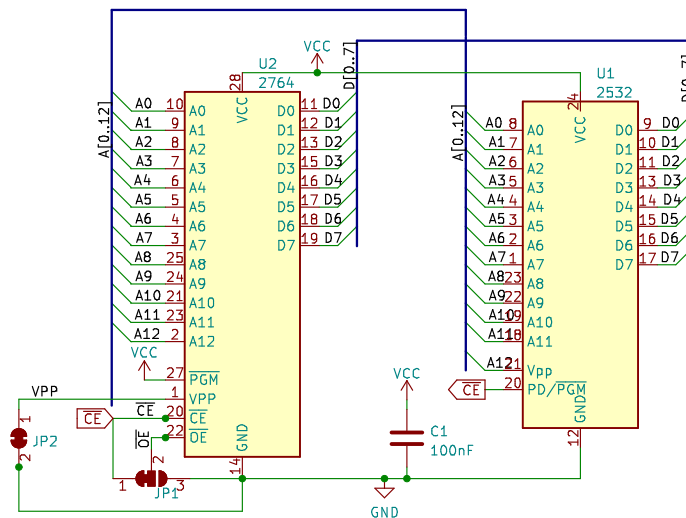 VCC
U2
2764
U1
2532
28
24
VCC
VCC
A[0..12]
D[0..7]
A[0..12]
D[0..7]
A0 10 A0 D0 11 D0
A1 9 A1 D1 12 D1
A2 8 A2 D2 13 D2
A3 7 A3 D3 15 D3
A4 6 A4 D4 16 D4
A5 5 A5 D5 17 D5
A6 4 A6 D6 18 D6
A7 3 A7 D7 19 D7
A8 25 A8
A9 24 A9
A10 21 A10
A11 23 A11
A12 2 A12
VCC
27 PGM
VPP 1 VPP
CE CE 20 CE
OE 22 OE
GND
14
A0 8 A0 D0 9 D0
A1 7 A1 D1 10 D1
A2 6 A2 D2 11 D2
A3 5 A3 D3 13 D3
A4 4 A4 D4 14 D4
A5 3 A5 D5 15 D5
A6 2 A6 D6 16 D6
A7 1 A7 D7 17 D7
A8 23 A8
A9 22 A9
A10 19 A10
A11 18 A11
A12 21 Vpp
CE 20 PD/PGM
GND
12
VCC
C1
100nF
1
JP2
2
1 2 3
JP1
GND